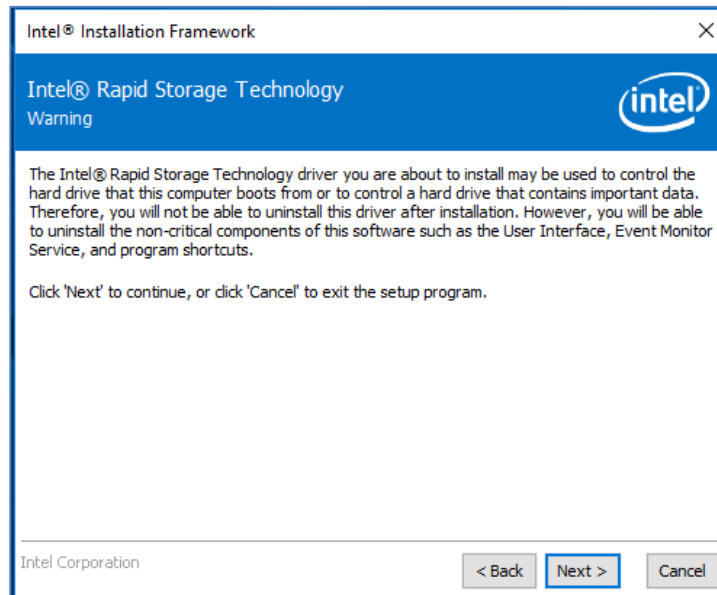 Intel® Installation Framework
Intel® Rapid Storage Technology
Warning
intel
The Intel® Rapid Storage Technology driver you are about to install may be used to control the
hard drive that this computer boots from or to control a hard drive that contains important data.
Therefore, you will not be able to uninstall this driver after installation. However, you will be able
to uninstall the non-critical components of this software such as the User Interface, Event Monitor
Service, and program shortcuts.
Click 'Next' to continue, or click 'Cancel' to exit the setup program.
Intel Corporation
< Back
Next >
Cancel